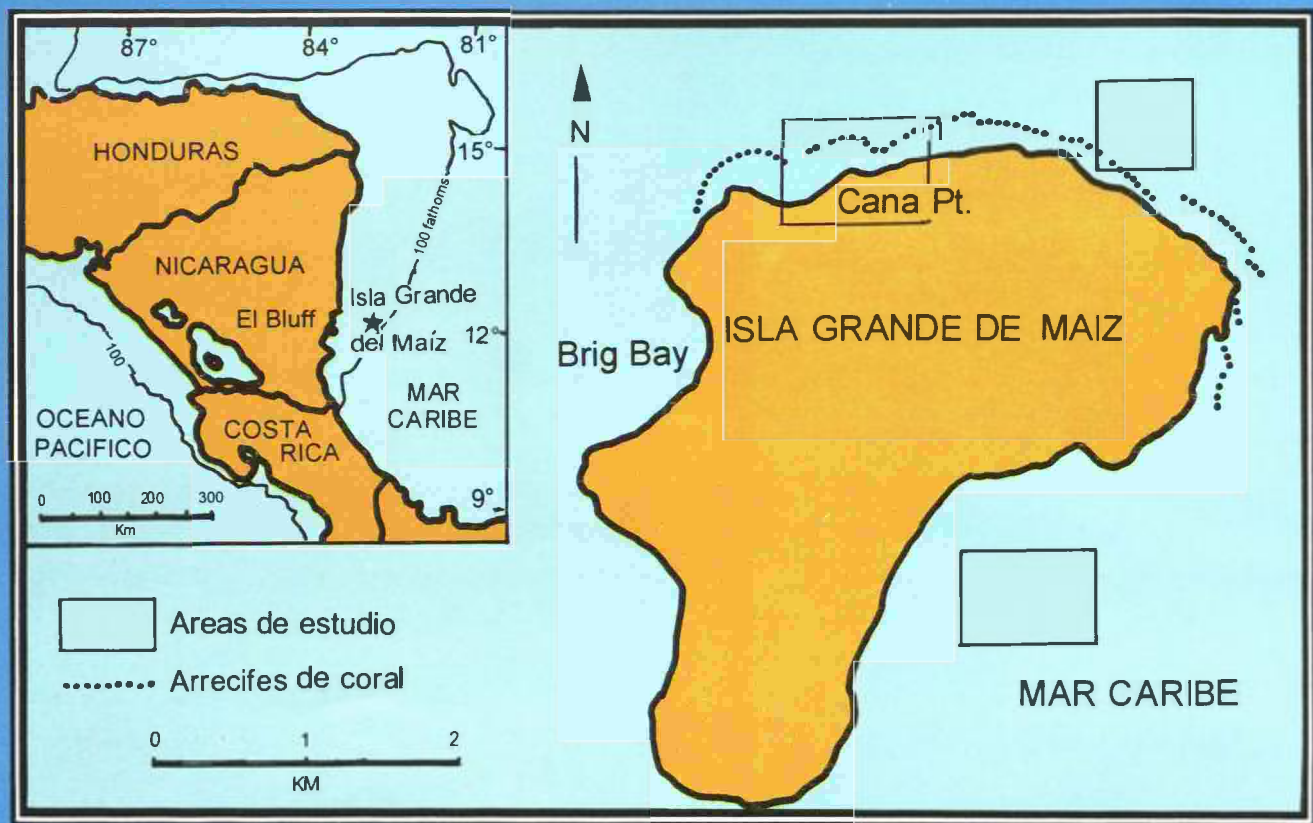 87°
84°
81°
HONDURAS
15°
100 fathoms
NICARAGUA
El Bluff
Isla Grande
del Maíz
12°
100
MAR
CARIBE
OCEANO
PACIFICO
COSTA
RICA
9°
0 100 200 300
Km
Areas de estudio
Arrecifes de coral
0 1 2
KM
N
Cana Pt.
ISLA GRANDE DE MAIZ
Brig Bay
MAR CARIBE